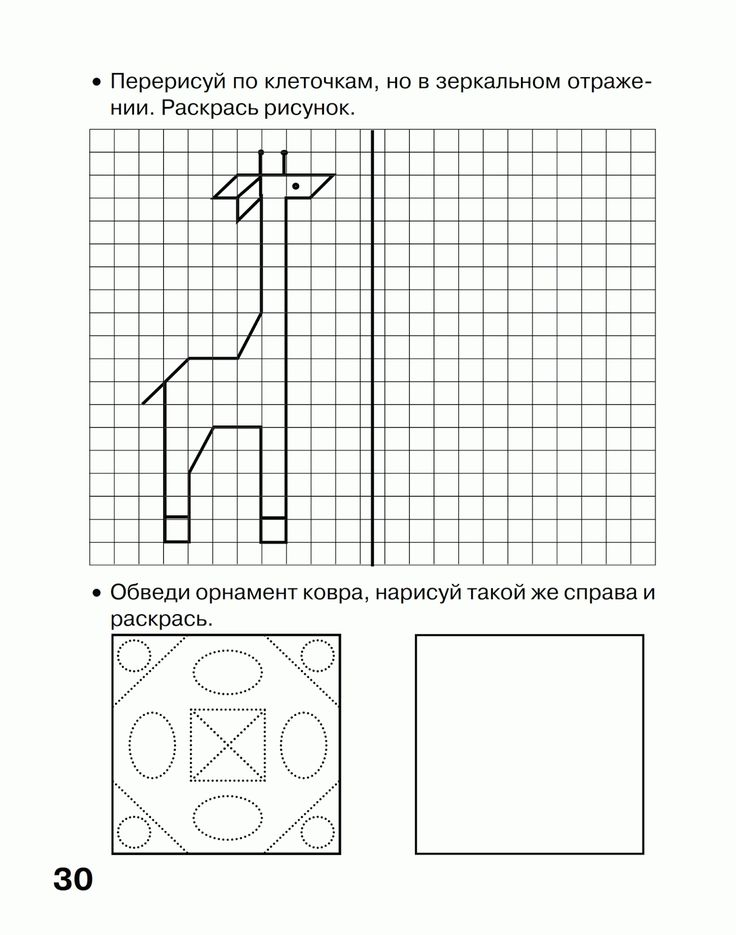 • Перерисуй по клеточкам, но в зеркальном отраже-
нии. Раскрась рисунок.
• Обведи орнамент ковра, нарисуй такой же справа и
раскрась.
30